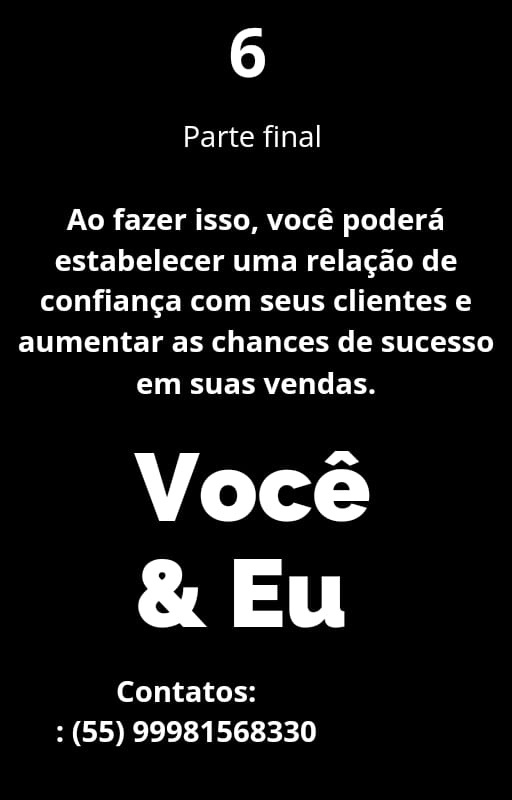 6
Parte final
Ao fazer isso, você poderá
estabelecer uma relação de
confiança com seus clientes e
aumentar as chances de sucesso
em suas vendas.
Você
& Eu
Contatos:
: (55) 99981568330